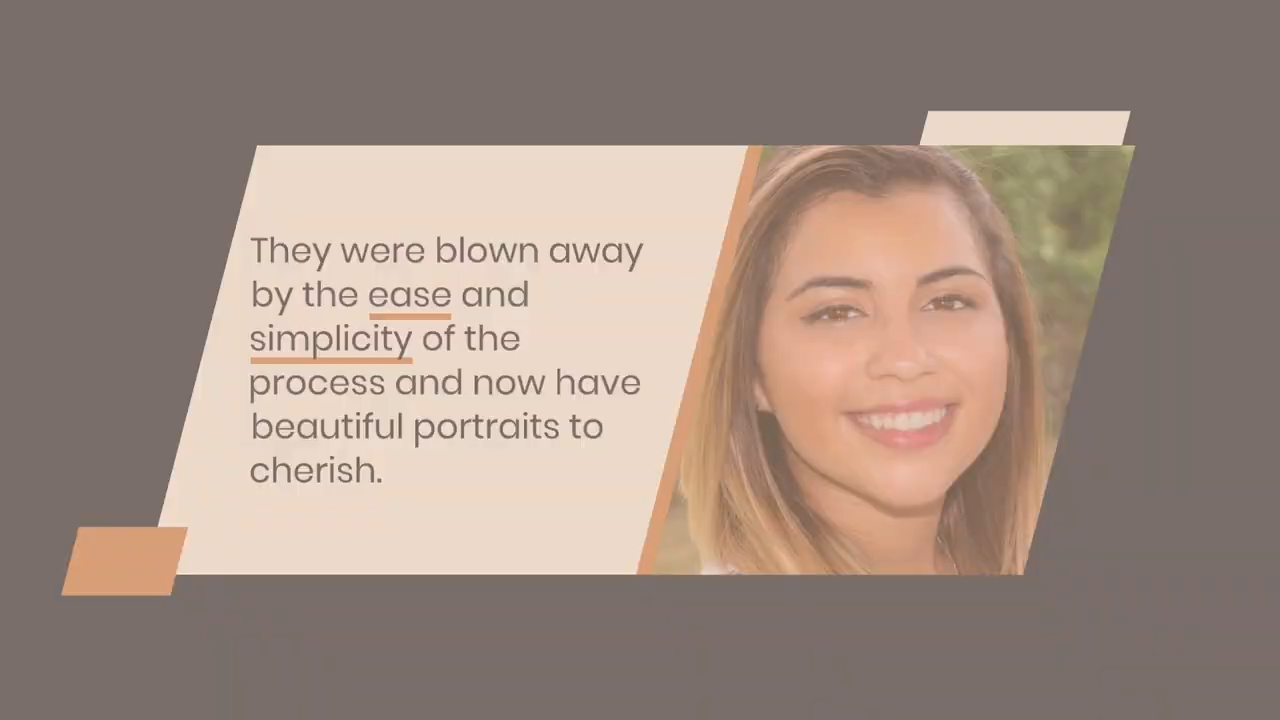 They were blown away
by the ease and
simplicity of the
process and now have
beautiful portraits to
cherish.